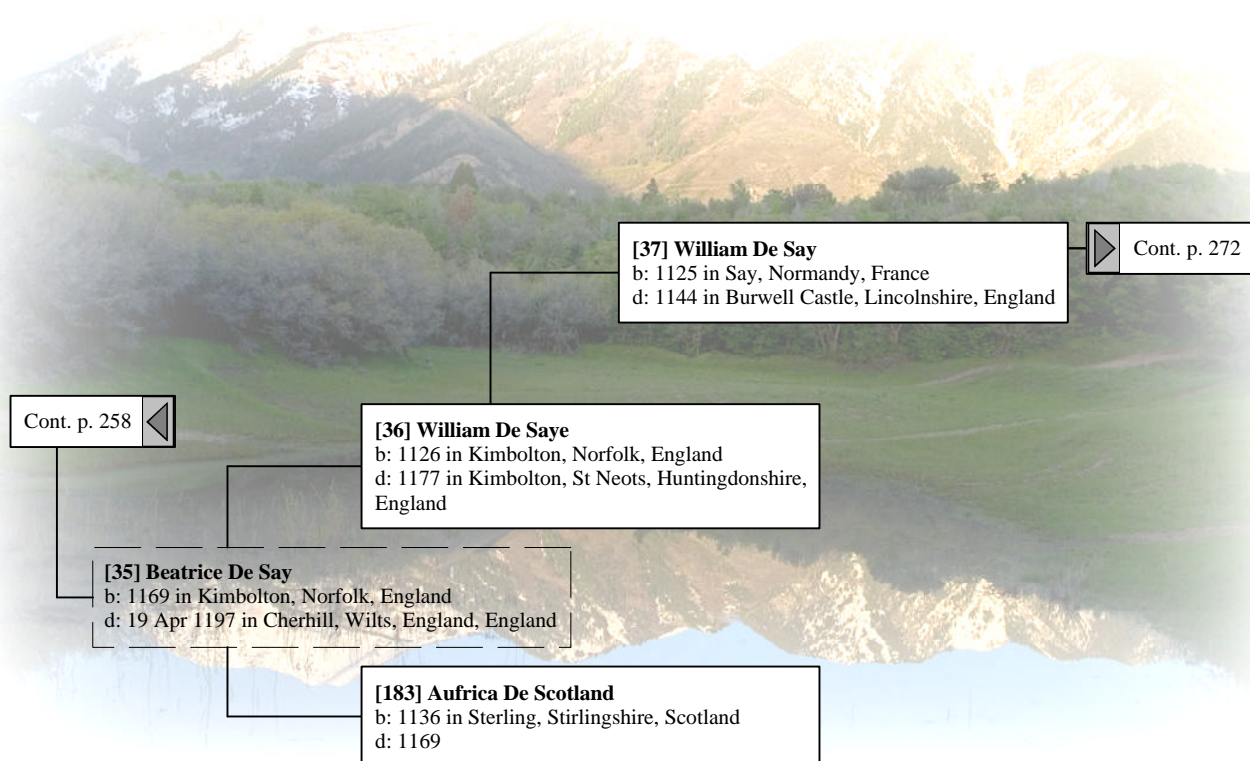 [37] William De Say
b: 1125 in Say, Normandy, France
d: 1144 in Burwell Castle, Lincolnshire, England
Cont. p. 272
Cont. p. 258
[36] William De Saye
b: 1126 in Kimbolton, Norfolk, England
d: 1177 in Kimbolton, St Neots, Huntingdonshire,
England
[35] Beatrice De Say
b: 1169 in Kimbolton, Norfolk, England
d: 19 Apr 1197 in Cherhill, Wilts, England, England
[183] Aufrica De Scotland
b: 1136 in Sterling, Stirlingshire, Scotland
d: 1169